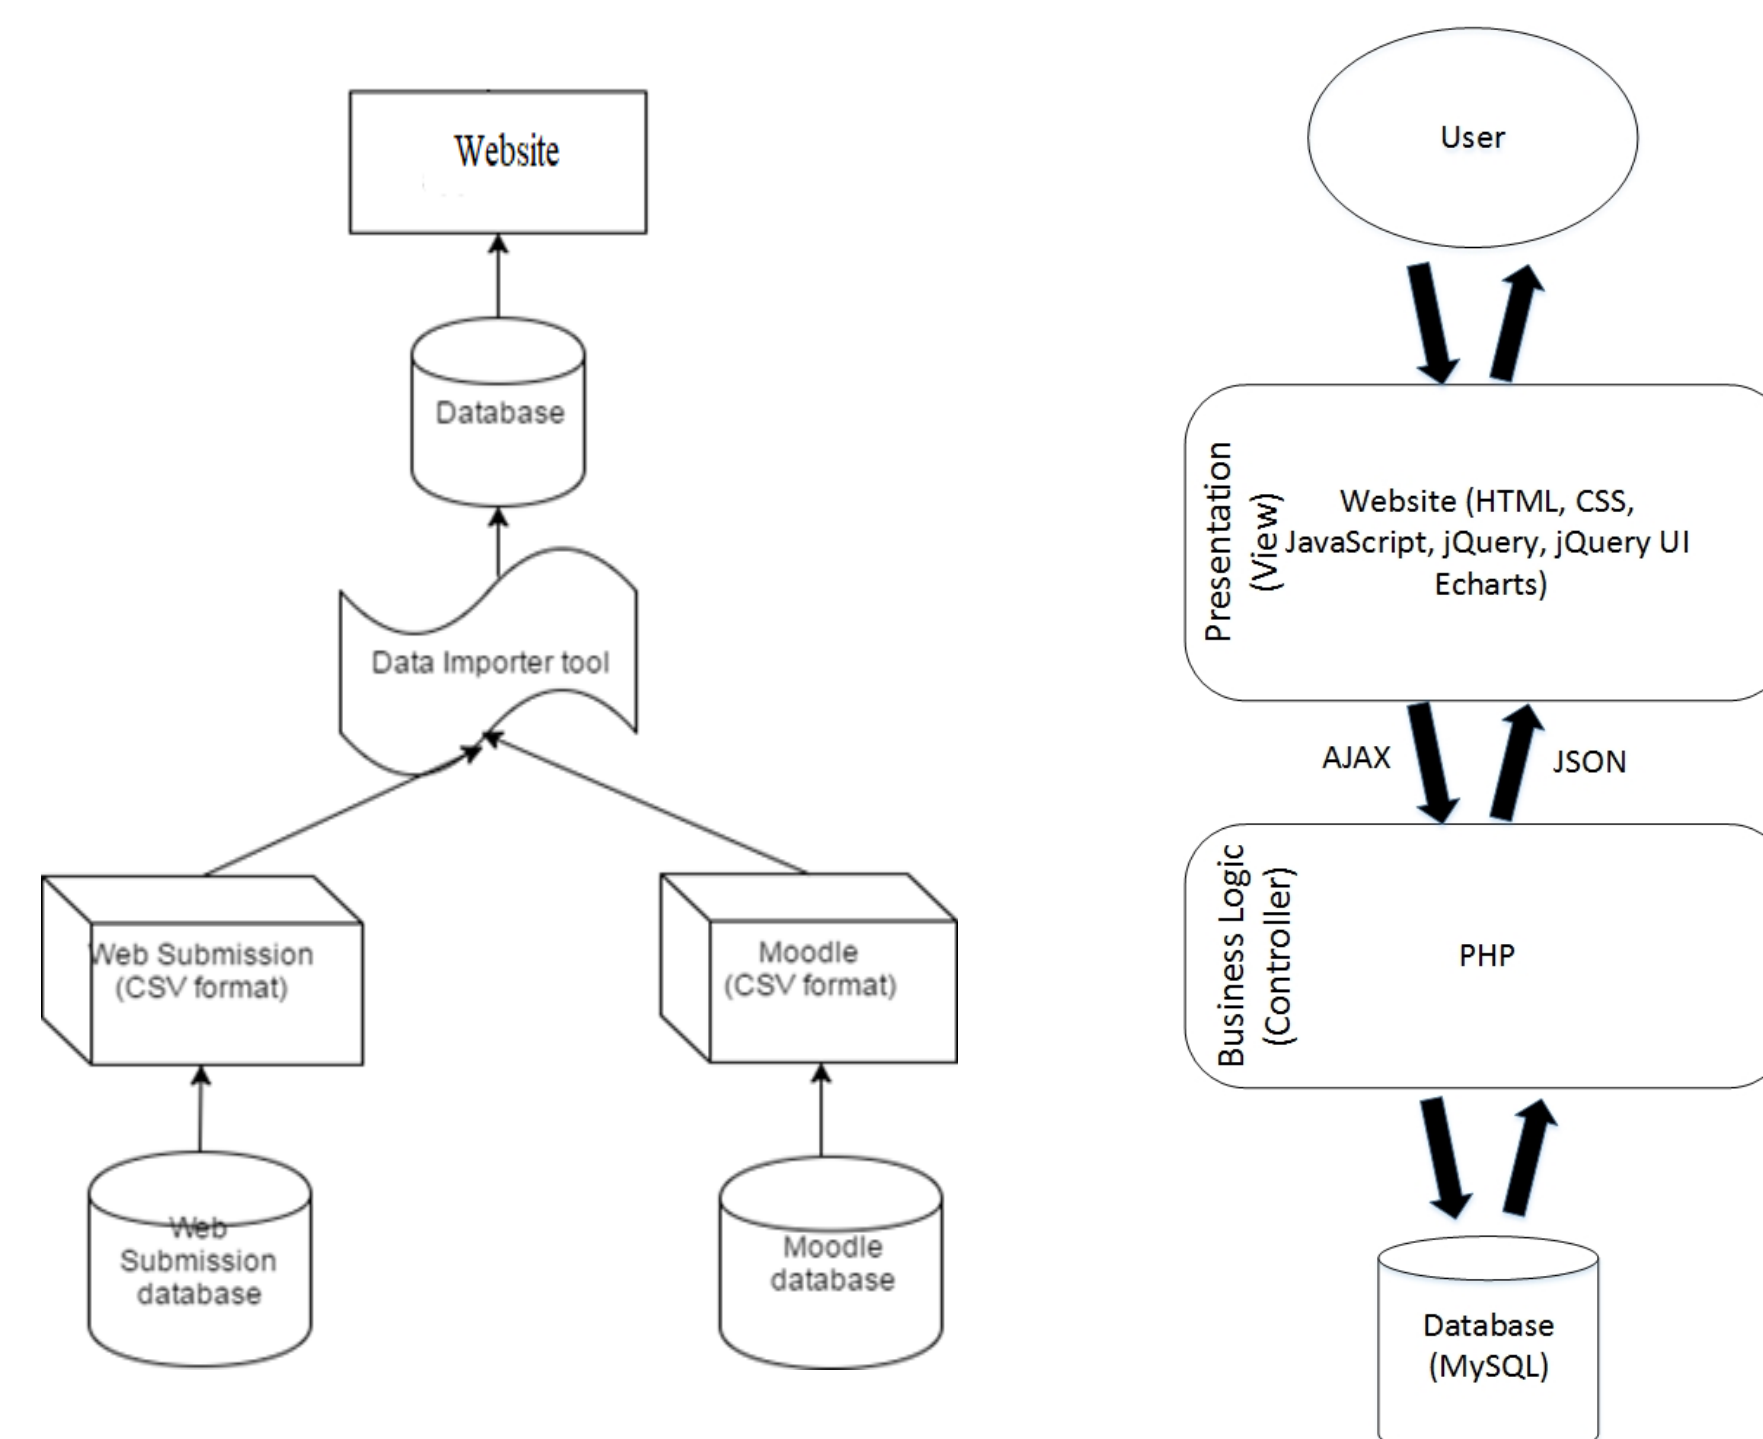 Website
Database
Data Importer tool
Web Submission
(CSV format)
Moodle
(CSV format)
Web
Submission
database
Moodle
database
User
Presentation
(View)
Website (HTML, CSS,
JavaScript, jQuery, jQuery UI
Echarts)
AJAX
JSON
Business Logic
(Controller)
PHP
Database
(MySQL)